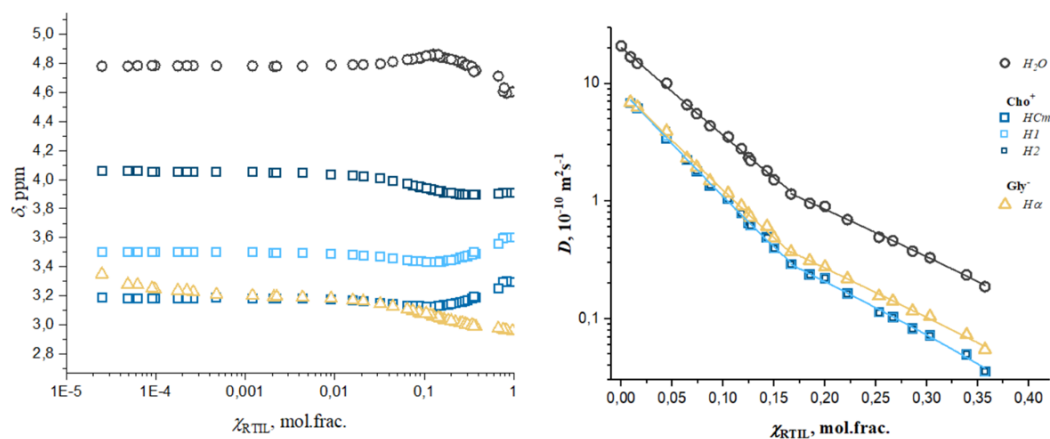 5,0
4,8
4,6
4,4
4,2
4,0
3,8
3,6
3,4
3,2
3,0
2,8
δ, ppm
1E-5
1E-4
0,001
0,01
0,1
1
χRTIL, mol.frac.
10
1
0,1
D, 10-10 m2s-1
0,00
0,05
0,10
0,15
0,20
0,25
0,30
0,35
0,40
χRTIL, mol.frac.
H2O
Cho+
HCm
H1
H2
Gly-
Hα